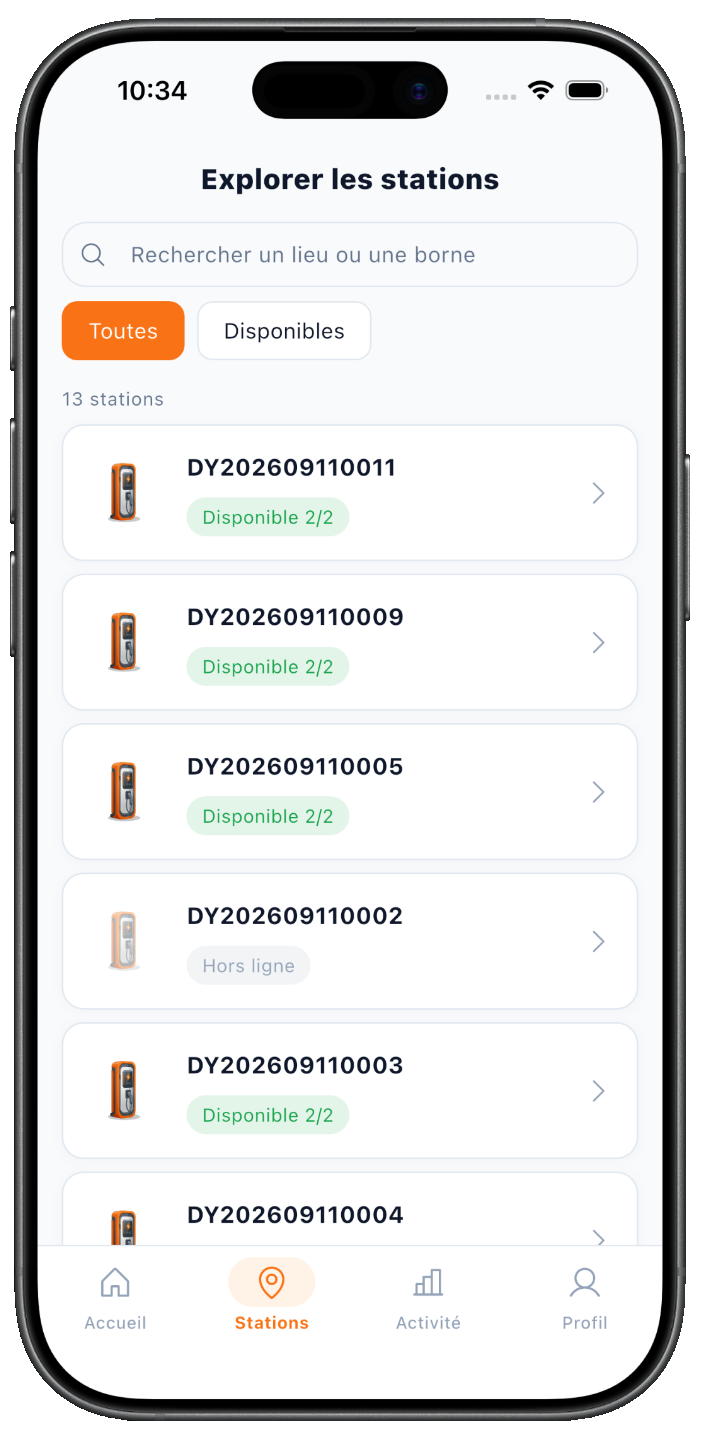 10:34
Explorer les stations
Rechercher un lieu ou une borne
Toutes
Disponibles
13 stations
DY202609110011
Disponible 2/2
DY202609110009
Disponible 2/2
DY202609110005
Disponible 2/2
DY202609110002
Hors ligne
DY202609110003
Disponible 2/2
DY202609110004
Accueil
Stations
Activité
Profil